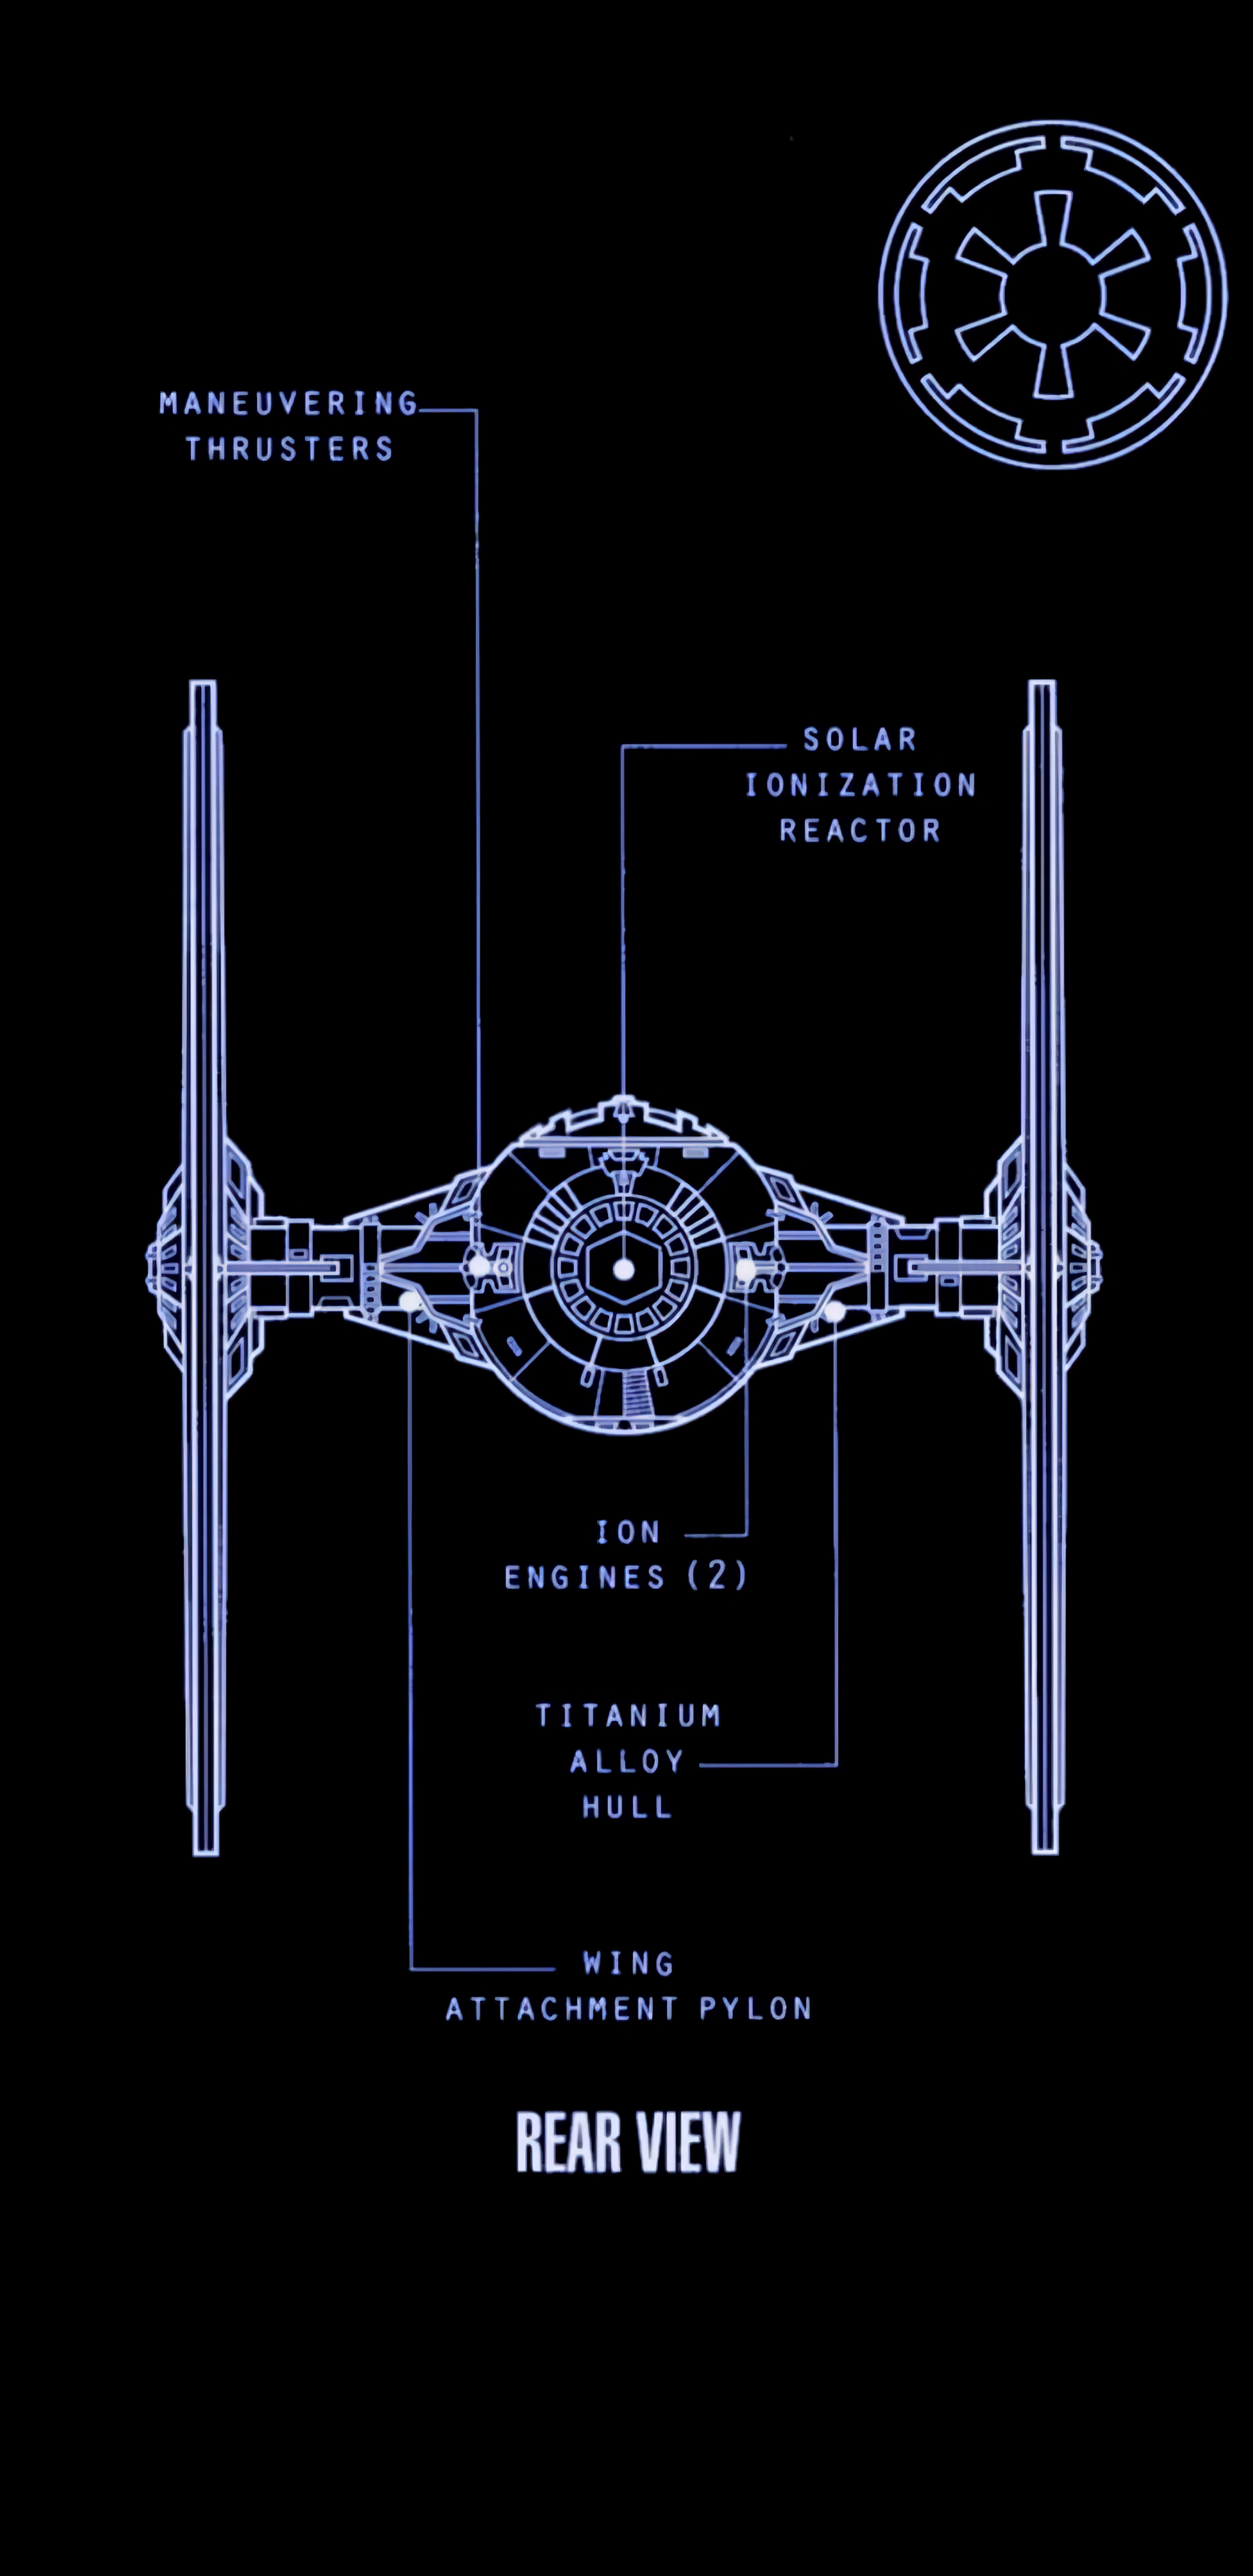 MANEUVERING
THRUSTERS
SOLAR
IONIZATION
REACTOR
ION
ENGINES (2)
TITANIUM
ALLOY
HULL
WING
ATTACHMENT PYLON
REAR VIEW